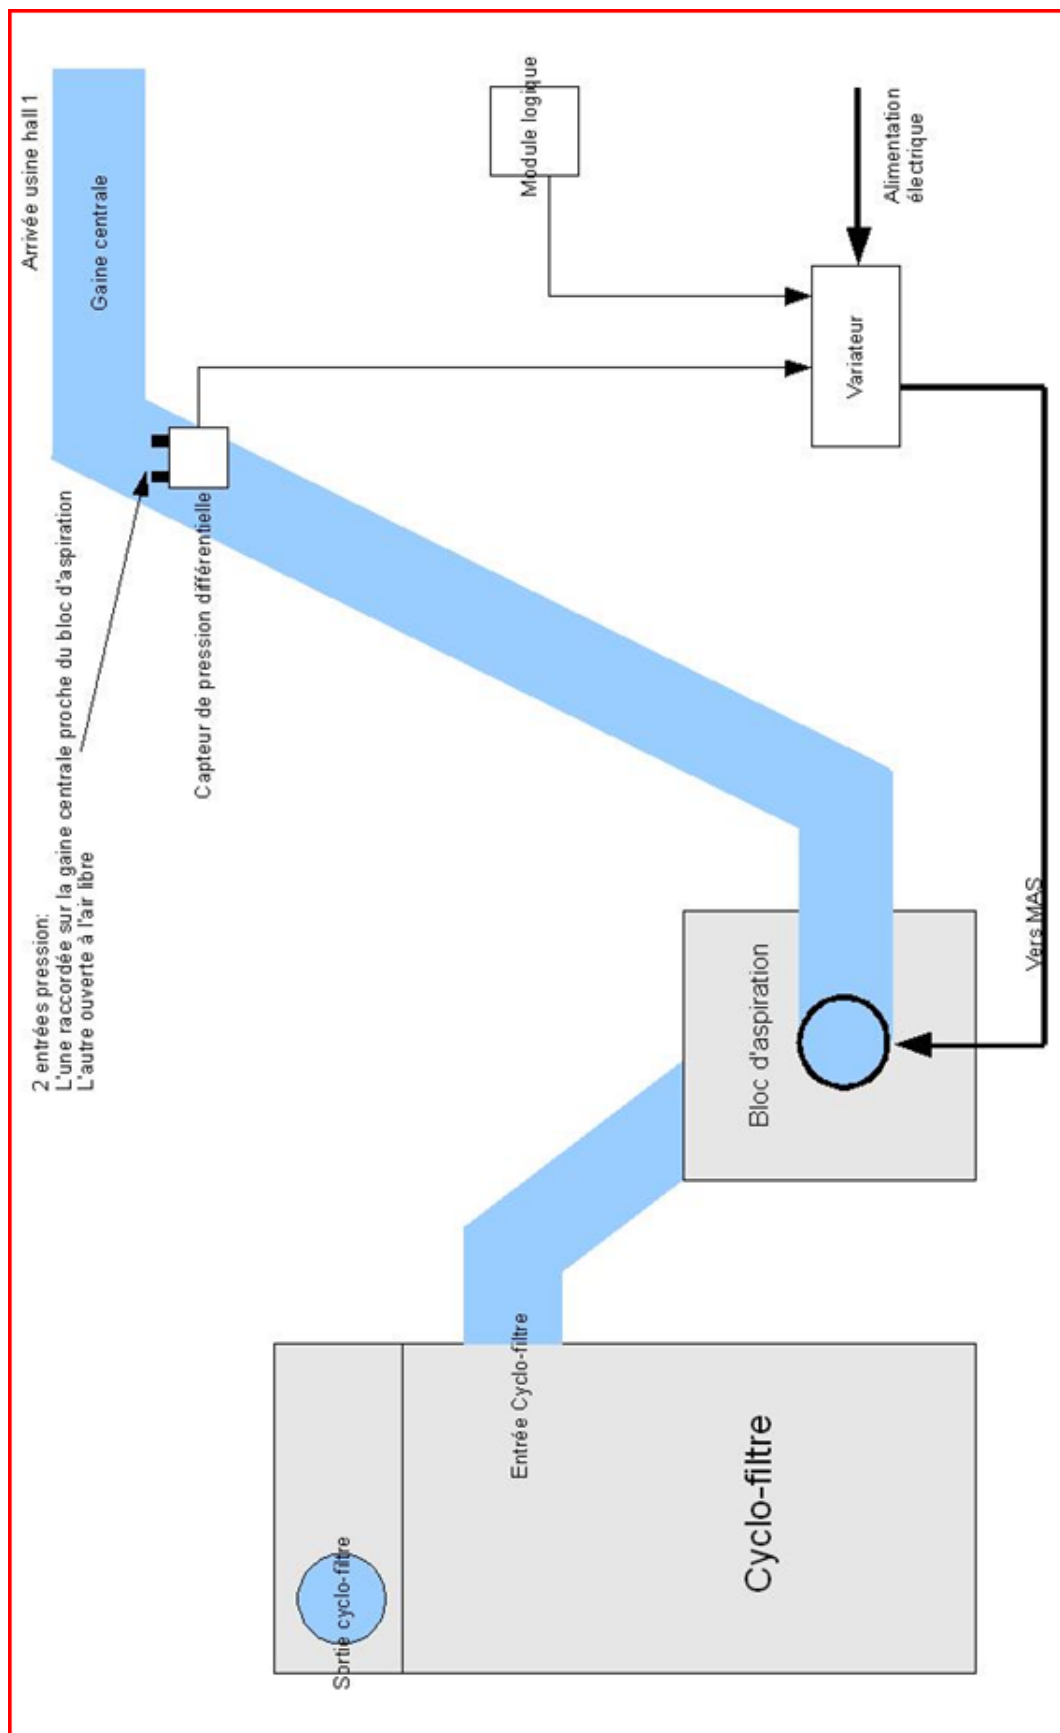 2 entrées pression:
L'une raccordée sur la gaine centrale proche du bloc d'aspiration
L'autre ouverte à l'air libre
Arrivée usine hall 1
Gaine centrale
Capteur de pression différentielle
Sortie cyclo-filtre
Entrée Cyclo-filtre
Module logique
Cyclo-filtre
Bloc d'aspiration
Variateur
Alimentation
électrique
Vers MAS